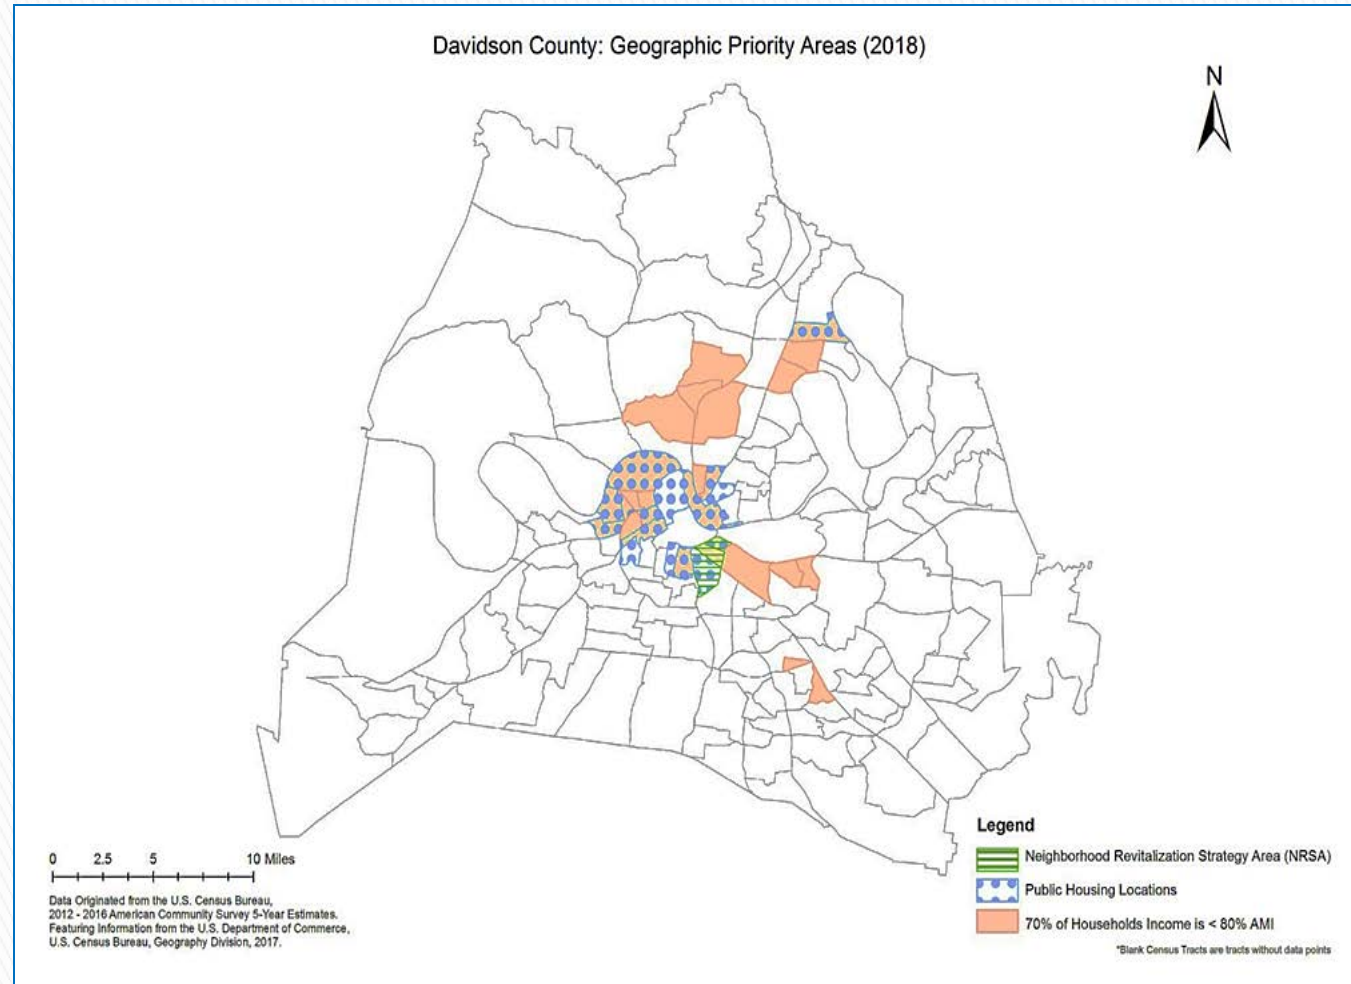 Davidson County: Geographic Priority Areas (2018)
N
0 2.5 5 10 Miles
Data Originated from the U.S. Census Bureau,
2012 - 2016 American Community Survey 5-Year Estimates.
Featuring Information from the U.S. Department of Commerce,
U.S. Census Bureau, Geography Division, 2017.
Legend
Neighborhood Revitalization Strategy Area (NRSA)
Public Housing Locations
70% of Households Income is < 80% AMI
*Blank Census Tracts are tracts without data points